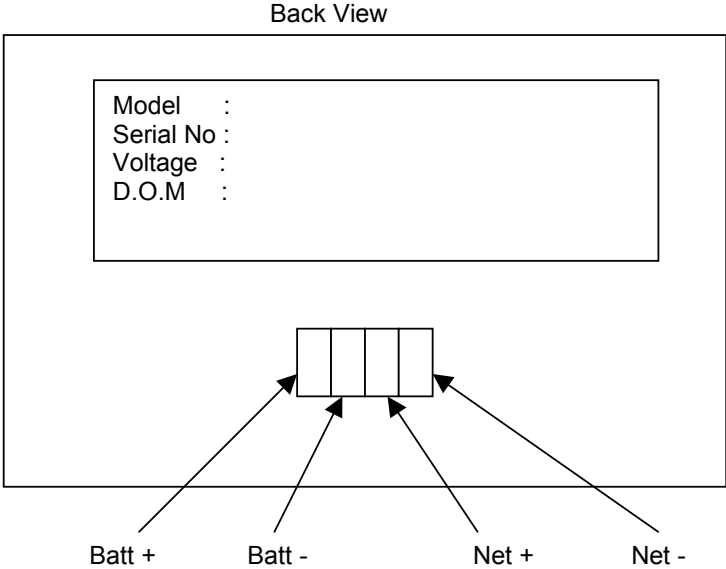 Back View
Model :
Serial No :
Voltage :
D.O.M :
Batt + Batt - Net + Net -